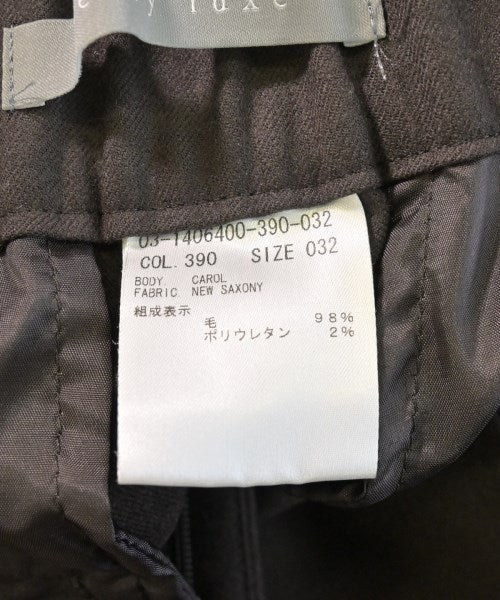 luxe
03-1406400-390-032
COL. 390 SIZE 032
BODY. CAROL
FABRIC. NEW SAXONY
組成表示
毛 98%
ポリウレタン 2%